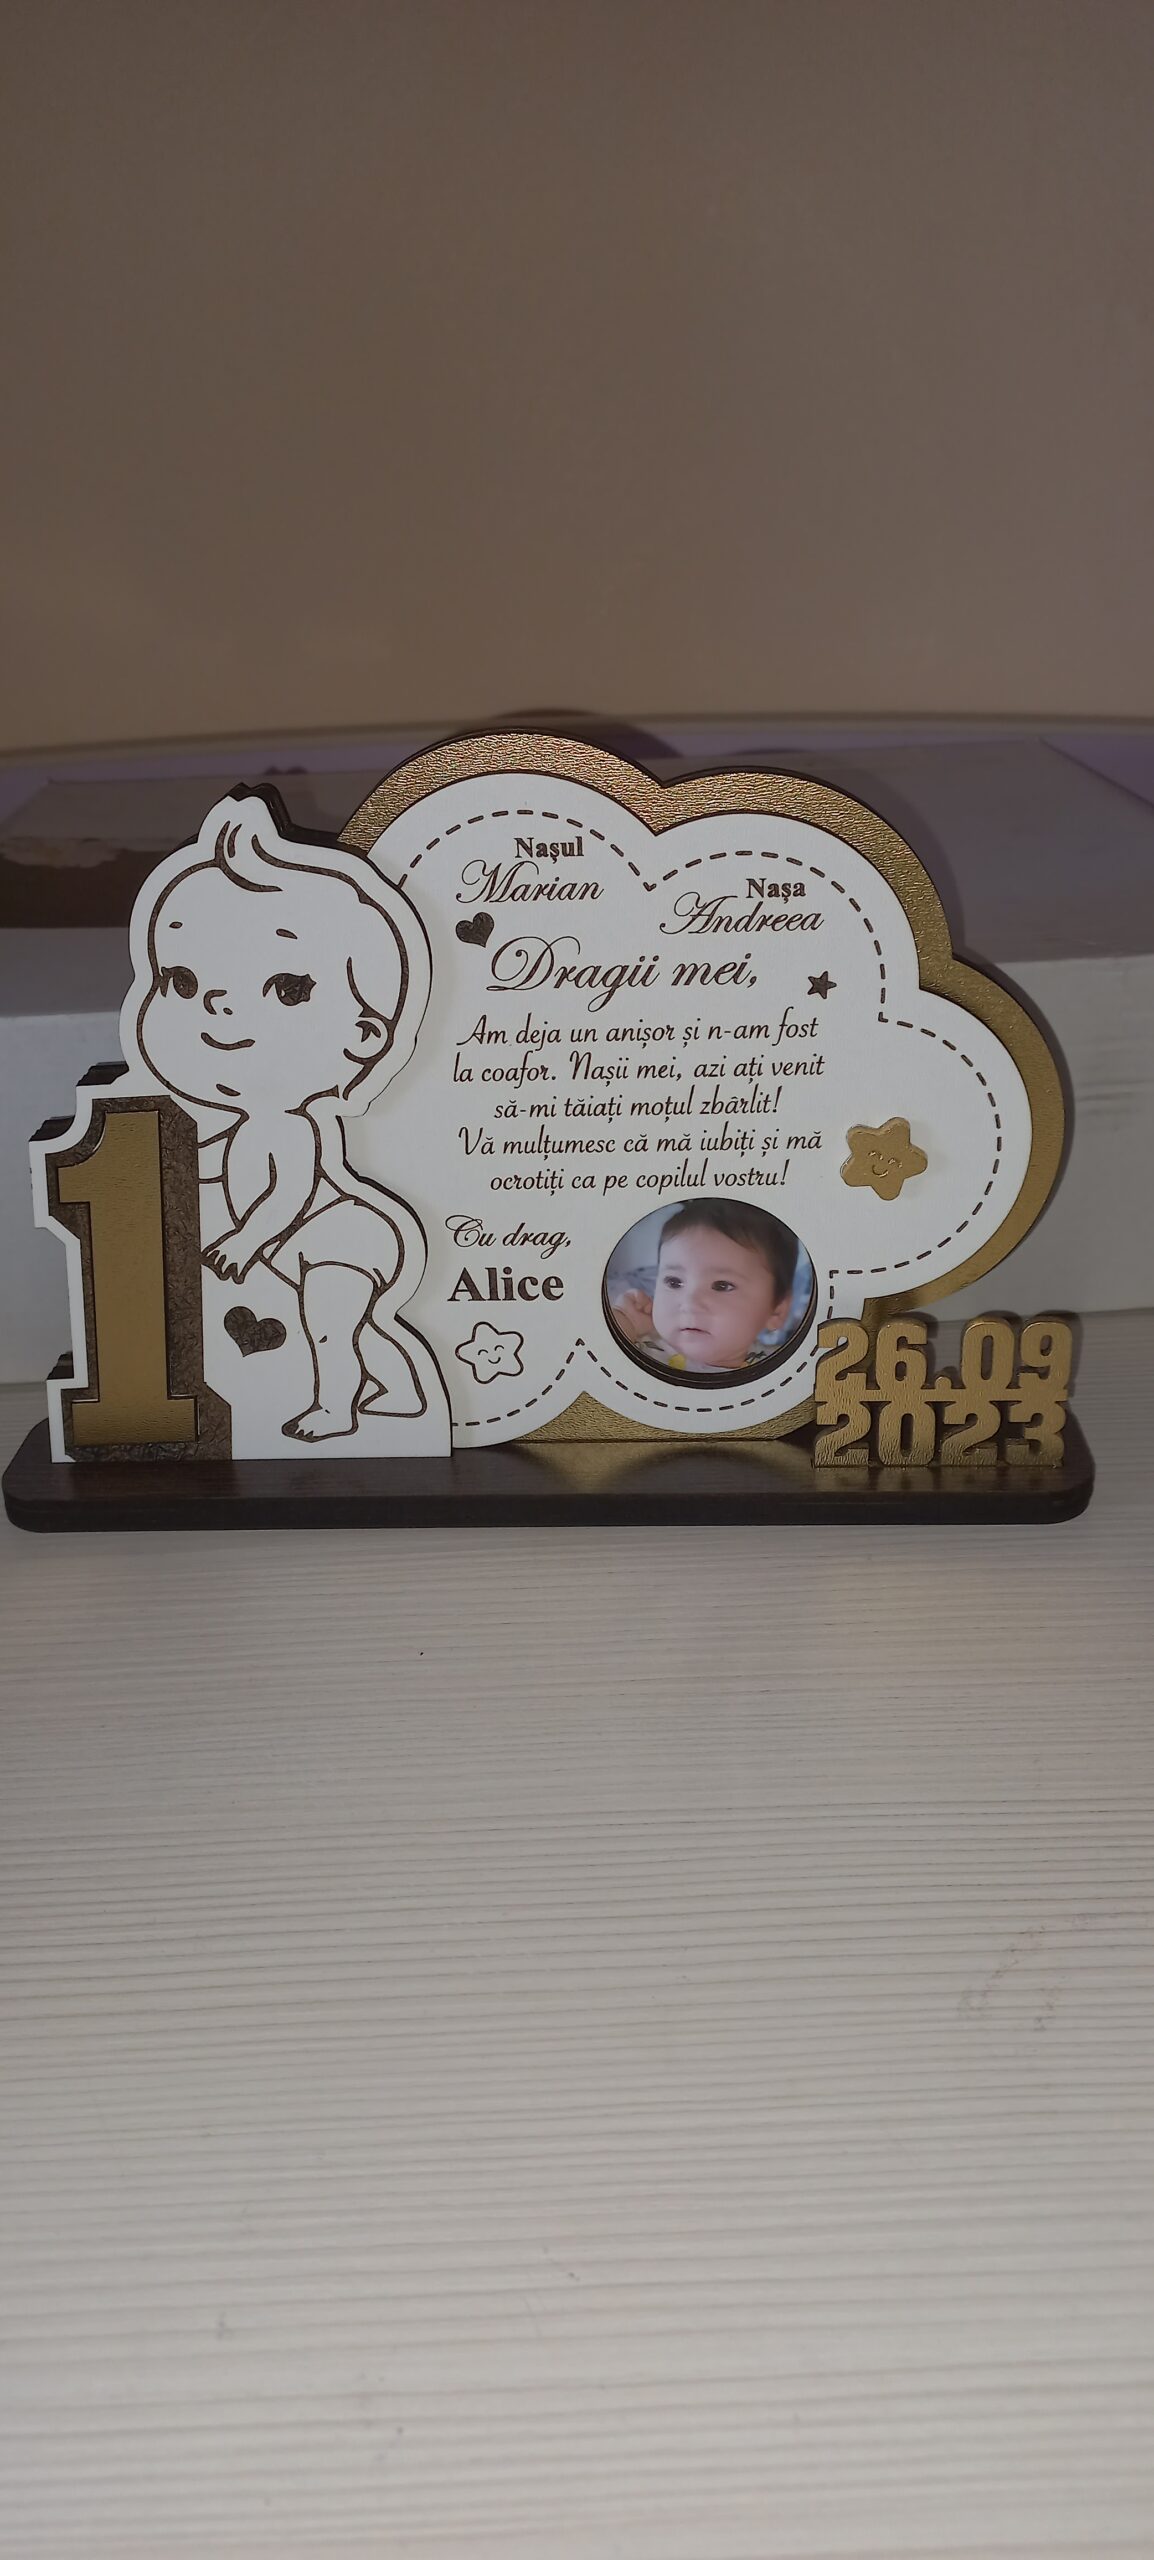 Nașul
Marian
Nașa
Andreea
Dragii mei,
Am deja un anișor și n-am fost
la coafor. Nașii mei, azi ați venit
să-mi tăiați moțul zbârlit!
Vă mulțumesc că mă iubiți și mă
ocrotiți ca pe copilul vostru!
Cu drag,
Alice
1
26.09
2023